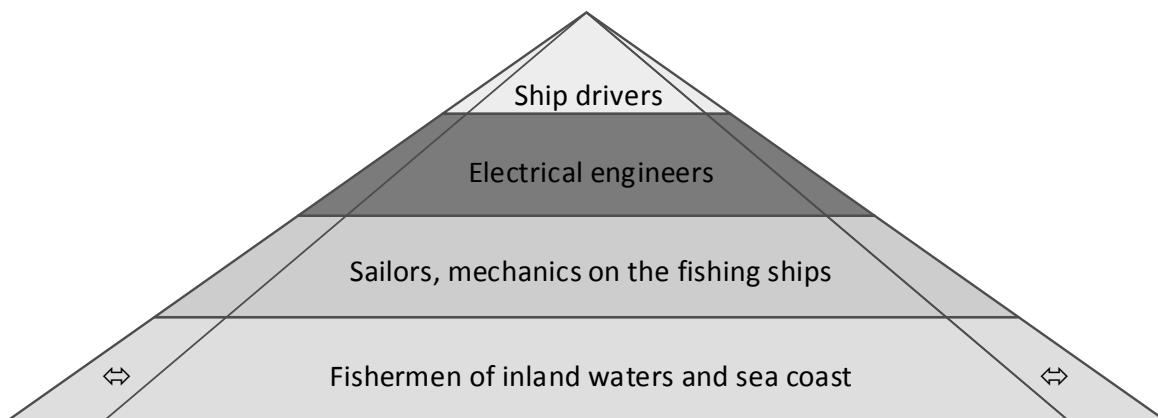 Ship drivers
Electrical engineers
Sailors, mechanics on the fishing ships
Fishermen of inland waters and sea coast